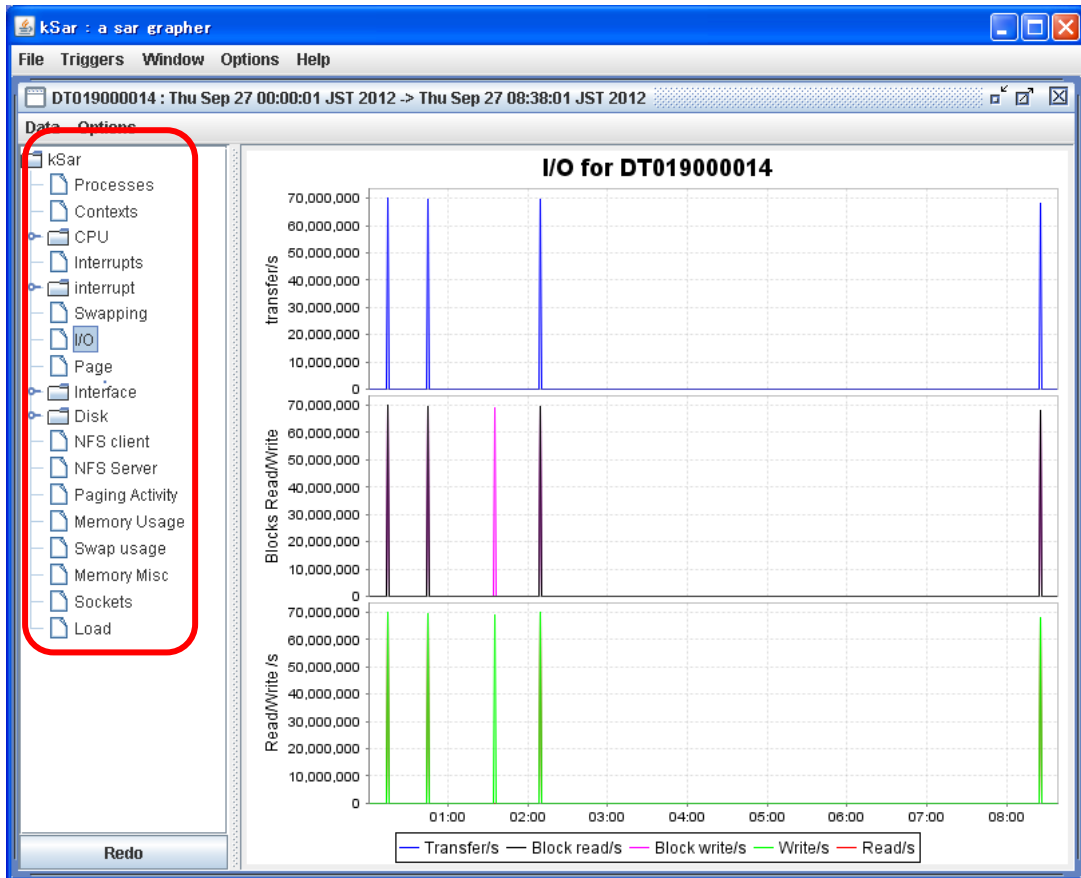 kSar : a sar grapher
File Triggers Window Options Help
DT019000014 : Thu Sep 27 00:00:01 JST 2012 -> Thu Sep 27 08:38:01 JST 2012
Data Options
kSar
Processes
Contexts
CPU
Interrupts
interrupt
Swapping
I/O
Page
Interface
Disk
NFS client
NFS Server
Paging Activity
Memory Usage
Swap usage
Memory Misc
Sockets
Load
Redo
I/O for DT019000014
transfer/s
70,000,000
60,000,000
50,000,000
40,000,000
30,000,000
20,000,000
10,000,000
0
Blocks Read/Write
70,000,000
60,000,000
50,000,000
40,000,000
30,000,000
20,000,000
10,000,000
0
Read/Write /s
70,000,000
60,000,000
50,000,000
40,000,000
30,000,000
20,000,000
10,000,000
0
01:00 02:00 03:00 04:00 05:00 06:00 07:00 08:00
Transfer/s Block read/s Block write/s Write/s Read/s